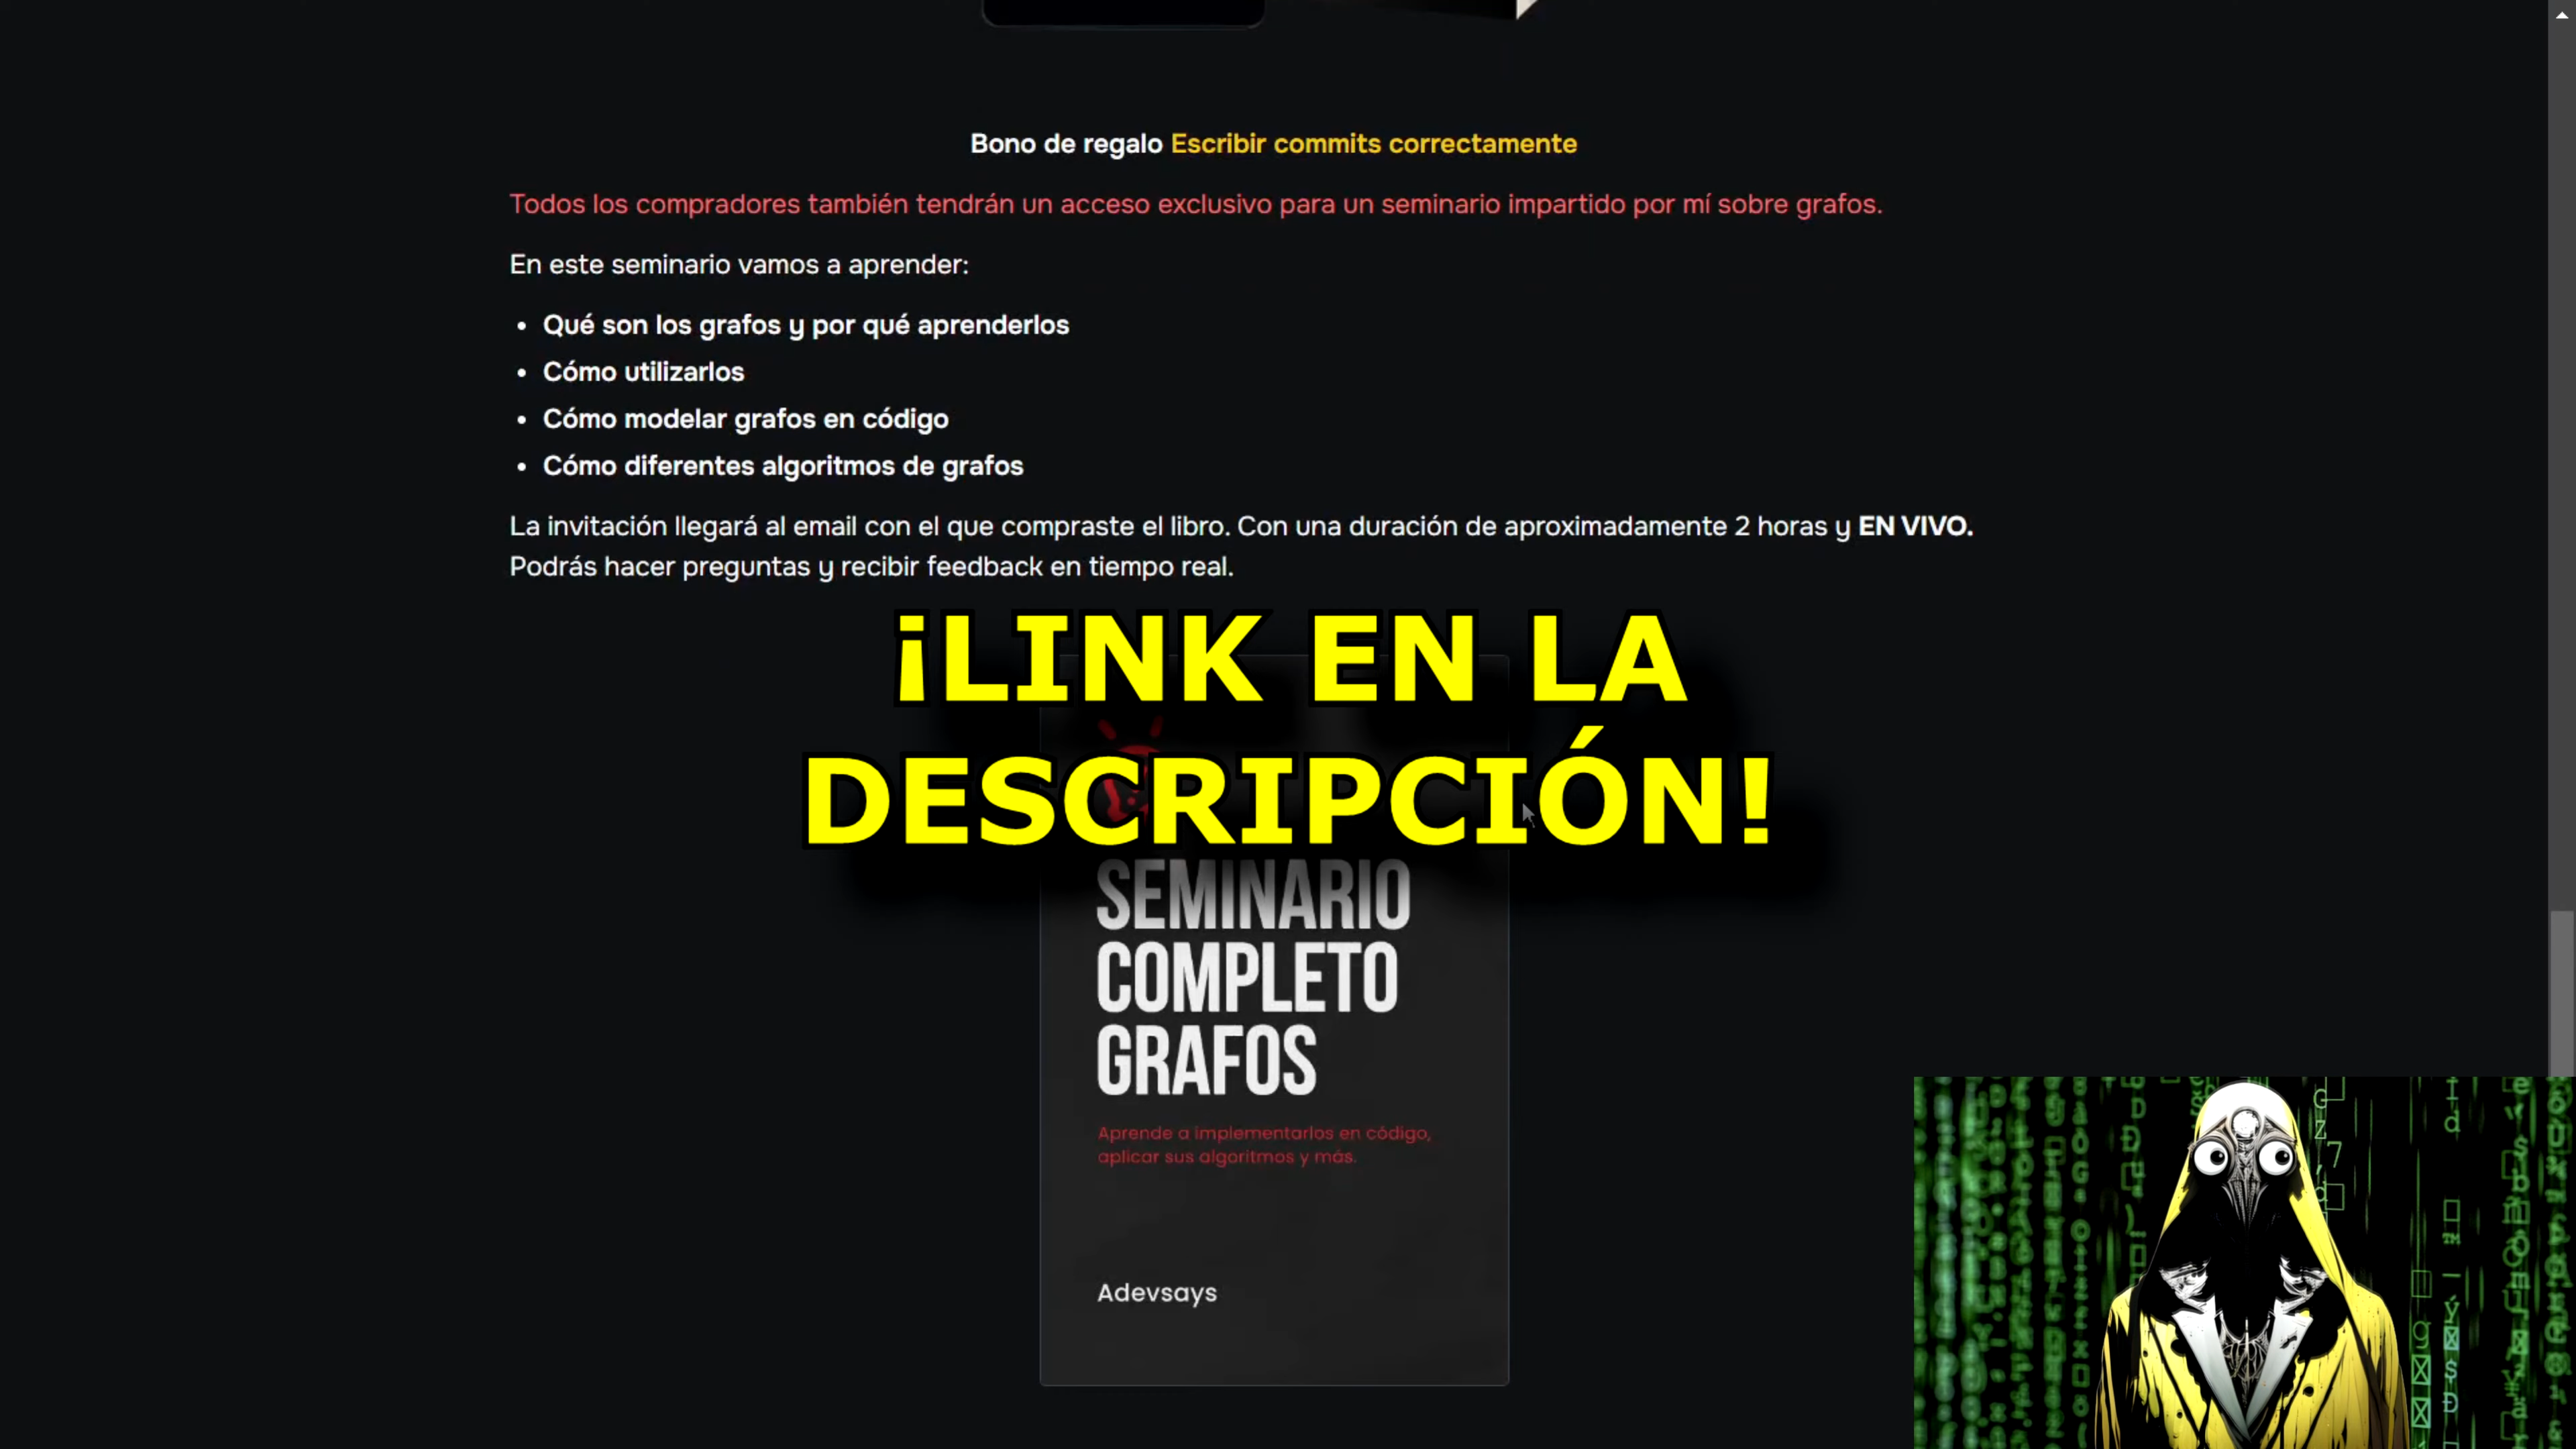 Bono de regalo Escribir commits correctamente
Todos los compradores también tendrán un acceso exclusivo para un seminario impartido por mí sobre grafos.
En este seminario vamos a aprender:
• Qué son los grafos y por qué aprenderlos
• Cómo utilizarlos
• Cómo modelar grafos en código
• Cómo diferentes algoritmos de grafos
La invitación llegará al email con el que compraste el libro. Con una duración de aproximadamente 2 horas y EN VIVO.
Podrás hacer preguntas y recibir feedback en tiempo real.
¡LINK EN LA
DESCRIPCIÓN!
SEMINARIO
COMPLETO
GRAFOS
Aprende a implementarlos en código,
aplicar sus algoritmos y más.
Adevsays